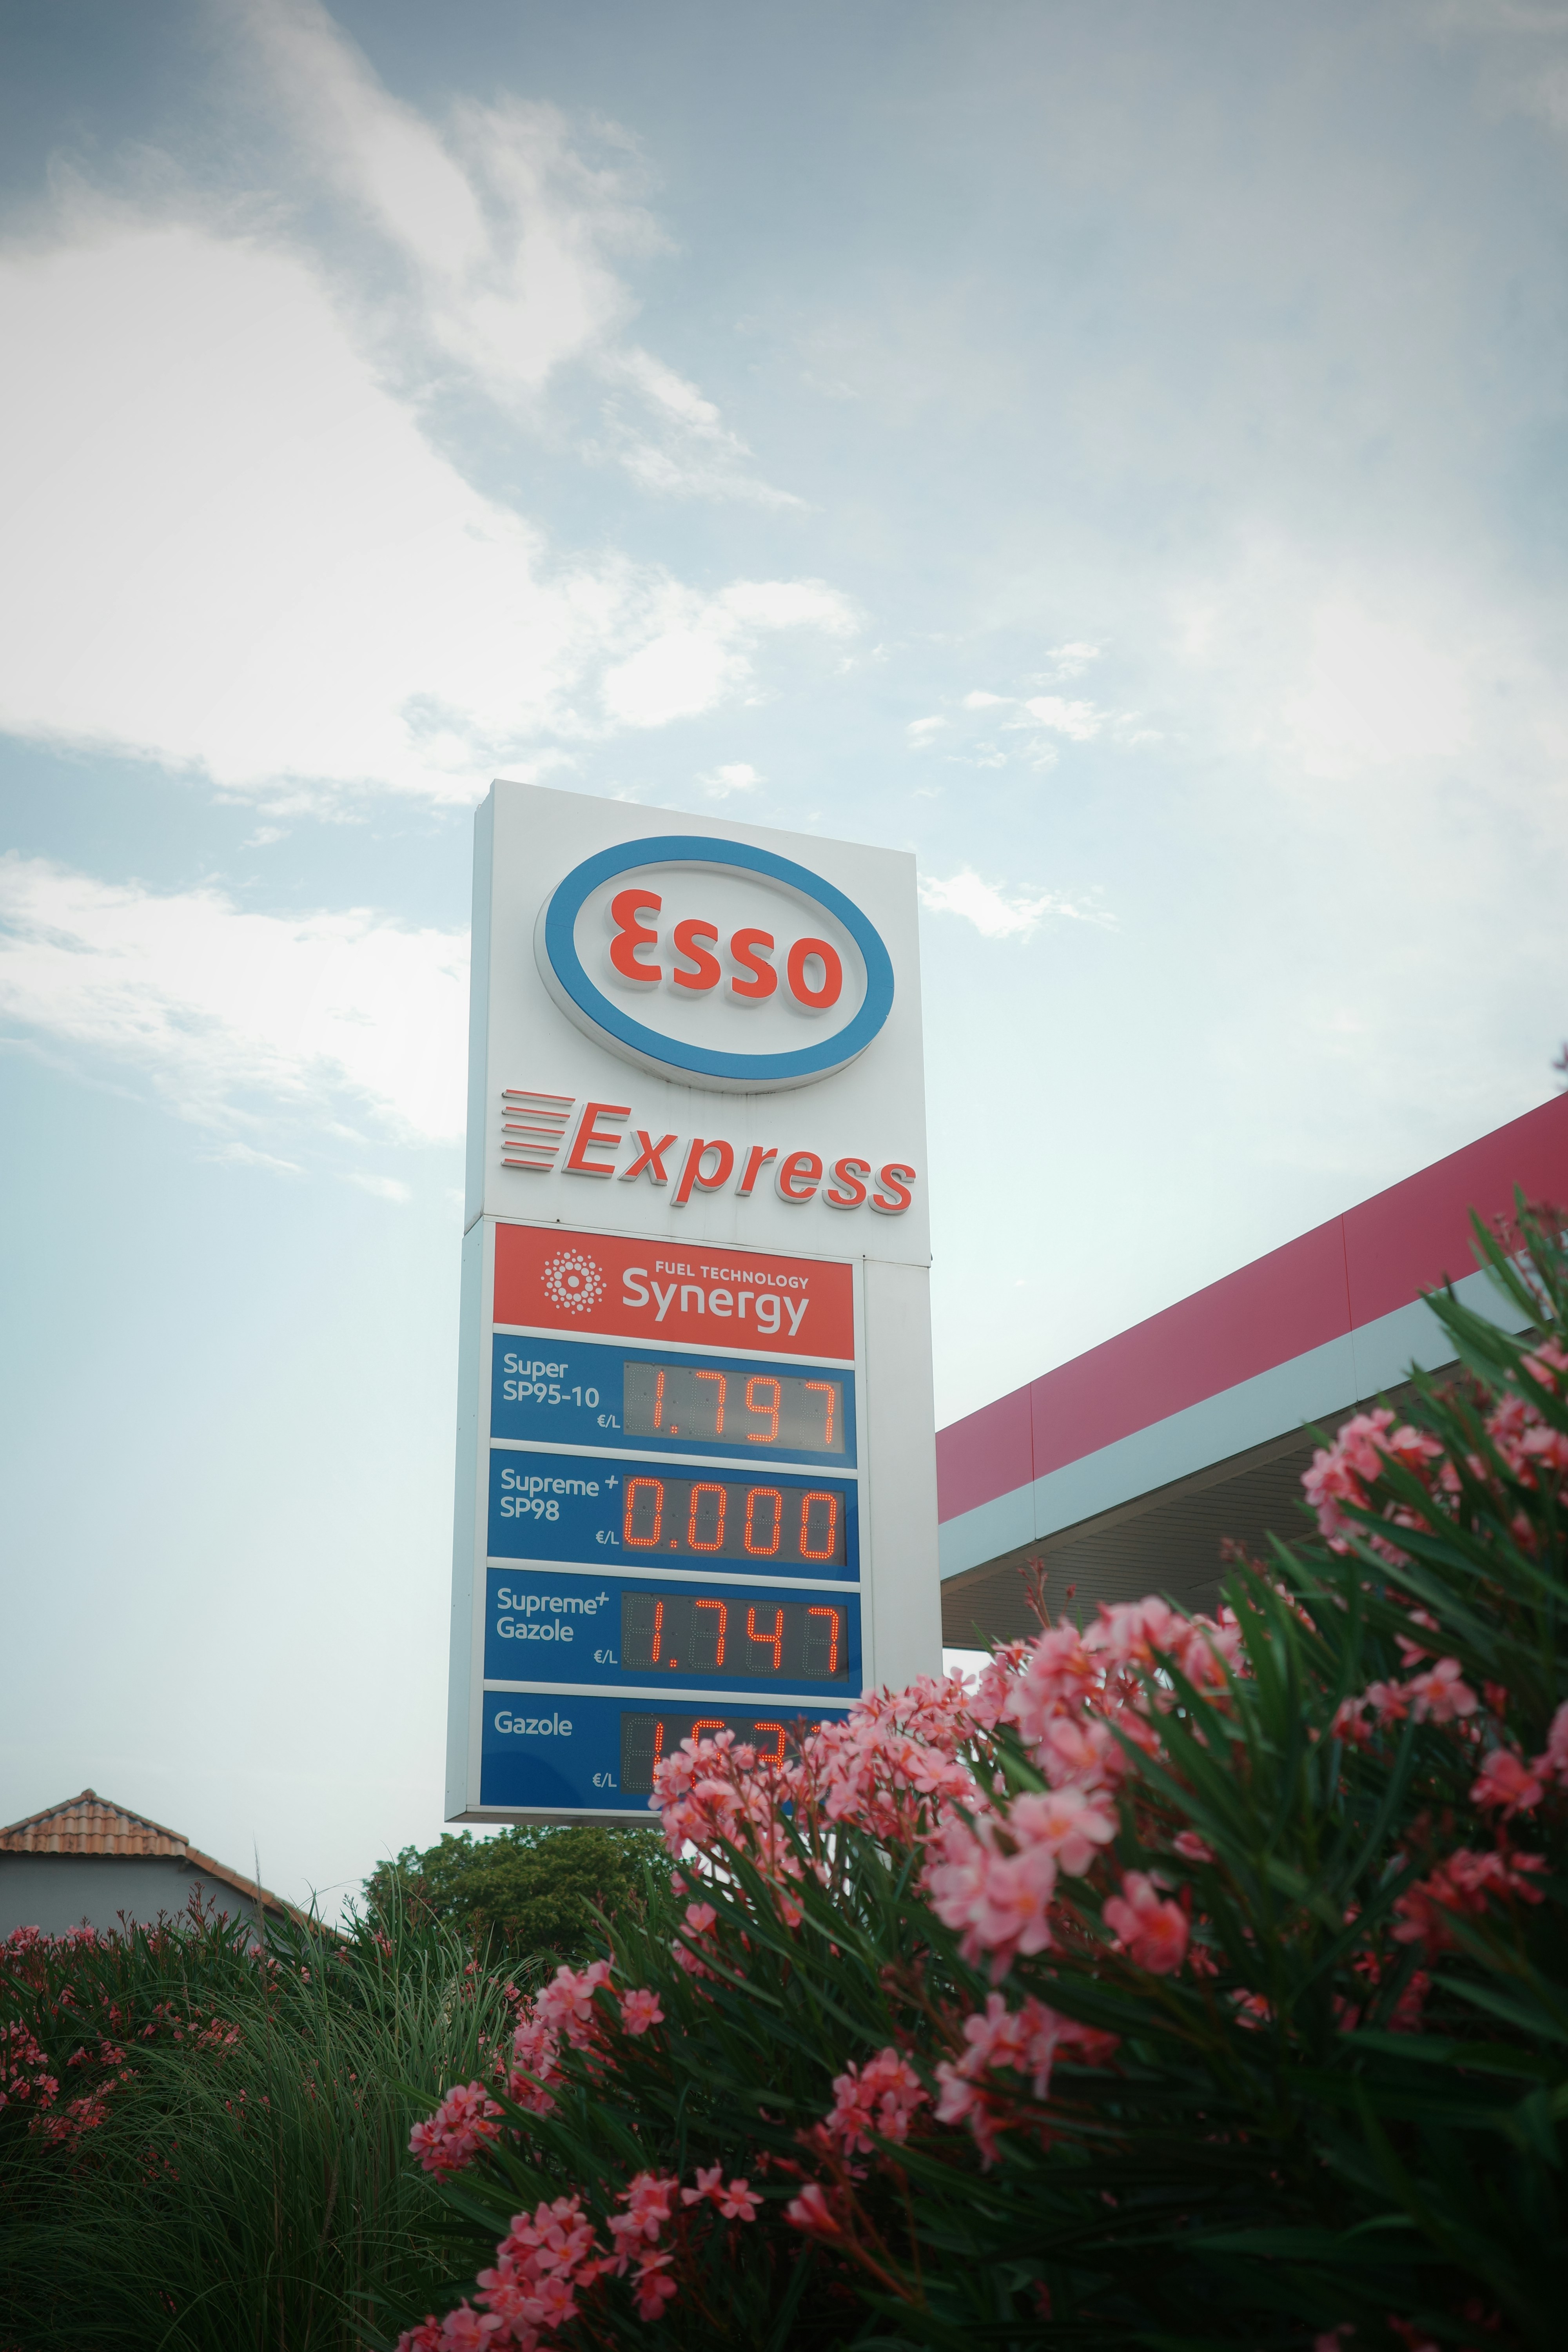 Esso
Express
FUEL TECHNOLOGY
Synergy
Super
SP95-10
€/L
1.797
Supreme+
SP98
€/L
0.000
Supreme+
Gazole
€/L
1.747
Gazole
€/L